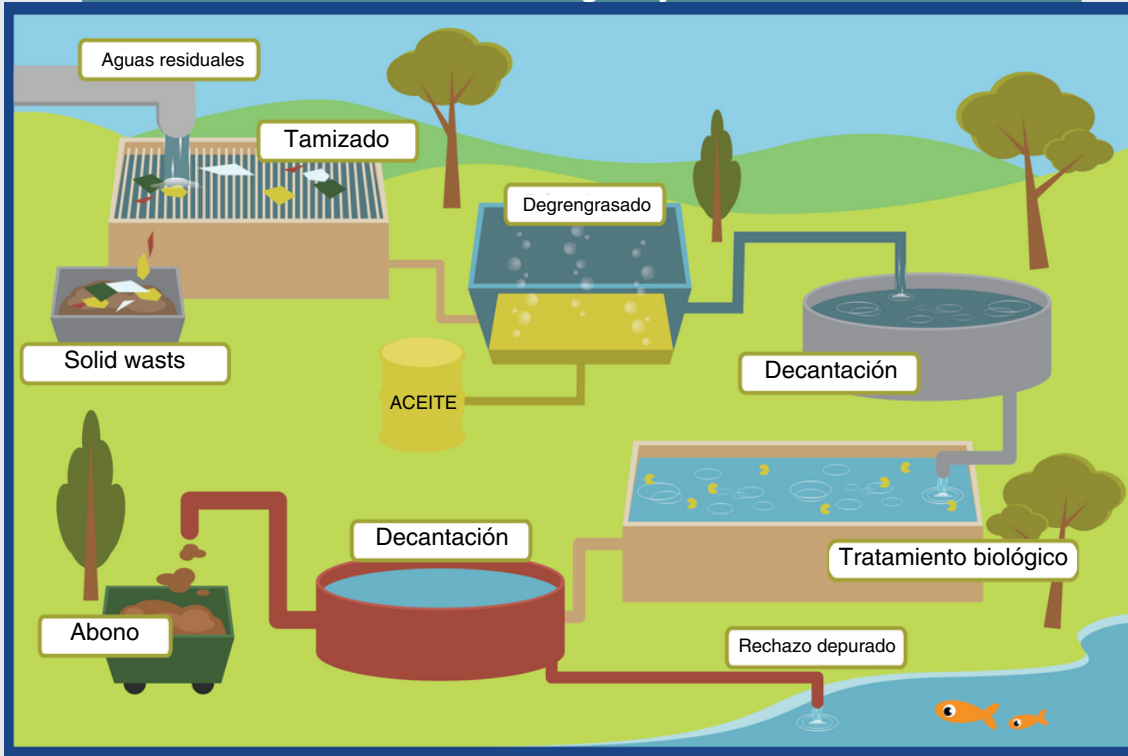 Aguas residuales
Tamizado
Degrengrasado
Solid wasts
ACEITE
Decantación
Decantación
Tratamiento biológico
Abono
Rechazo depurado